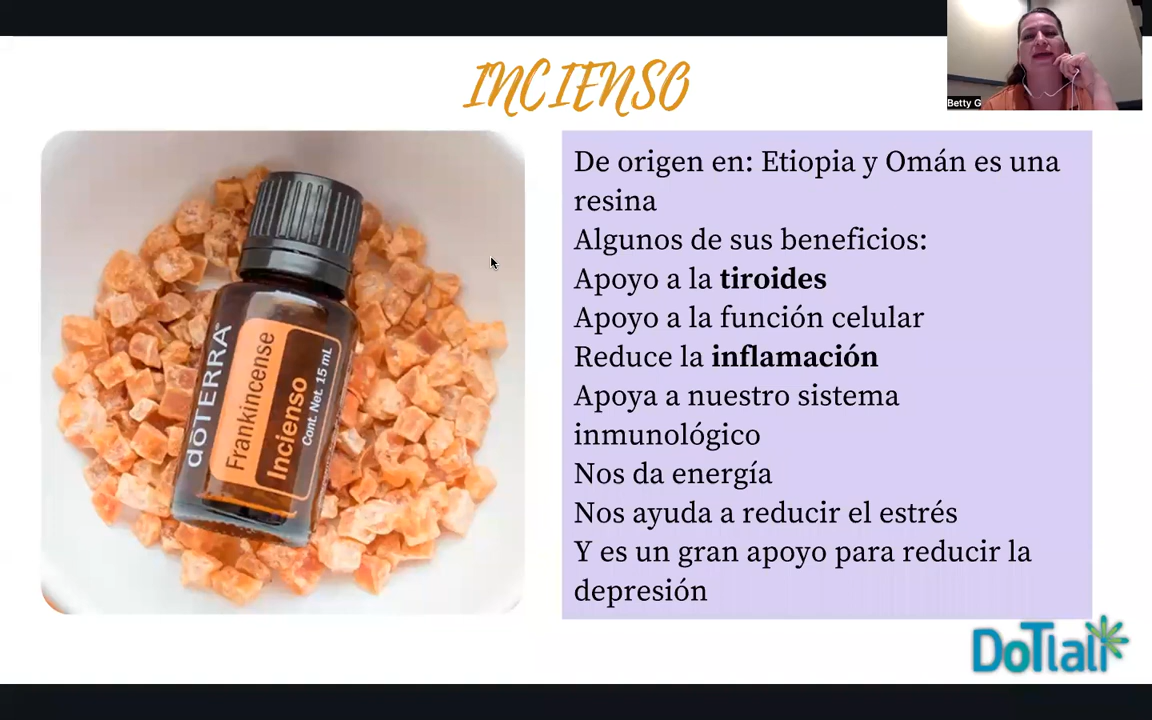 INCIENSO
Betty G
De origen en: Etiopia y Omán es una
resina
Algunos de sus beneficios:
Apoyo a la tiroides
Apoyo a la función celular
Reduce la inflamación
Apoya a nuestro sistema
inmunológico
Nos da energía
Nos ayuda a reducir el estrés
Y es un gran apoyo para reducir la
depresión
dōTERRA™
Frankincense
Incienso
Cont. Net. 15 mL
DoTlali